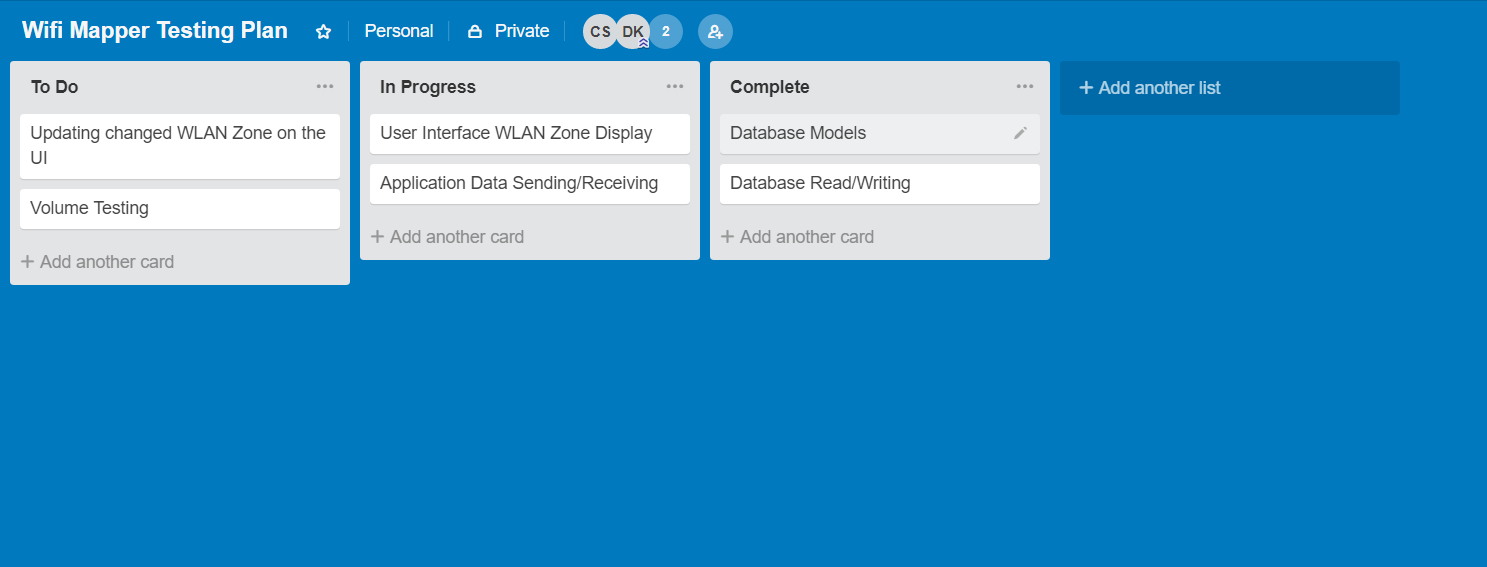 Wifi Mapper Testing Plan Personal Private CS DK 2
To Do
Updating changed WLAN Zone on the
UI
Volume Testing
+ Add another card
In Progress
User Interface WLAN Zone Display
Application Data Sending/Receiving
+ Add another card
Complete
Database Models
Database Read/Writing
+ Add another card
+ Add another list